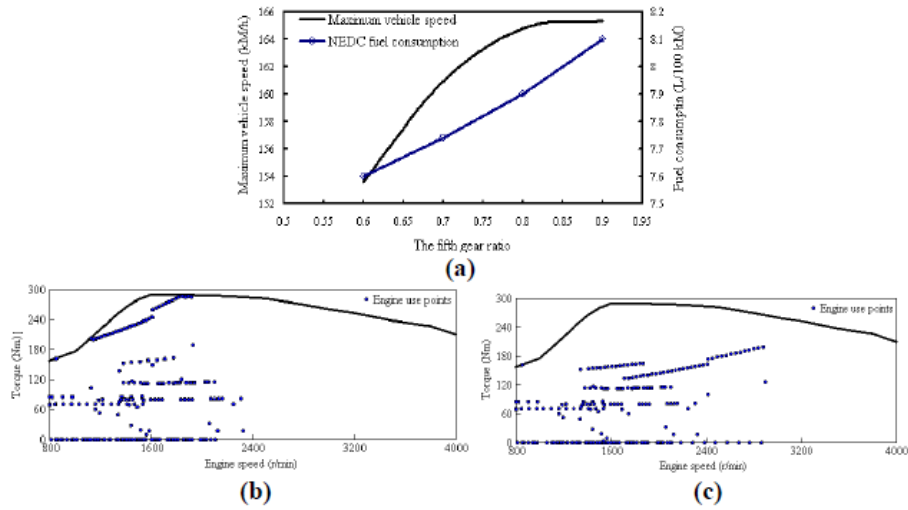 Maximum vehicle speed
NEDC fuel consumption
Maximum vehicle speed (kM/h)
166
164
162
160
158
156
154
152
8.2
8.1
8
7.9
7.8
7.7
7.6
7.5
Fuel consumptin (L/100 kM)
0.5 0.55 0.6 0.65 0.7 0.75 0.8 0.85 0.9 0.95
The fifth gear ratio
(a)
Engine use points
Torque (Nm)
300
240
180
120
60
0
800 1600 2400 3200 4000
Engine speed (r/min)
(b)
Engine use points
Torque (Nm)
300
240
180
120
60
0
800 1600 2400 3200 4000
Engine speed (r/min)
(c)